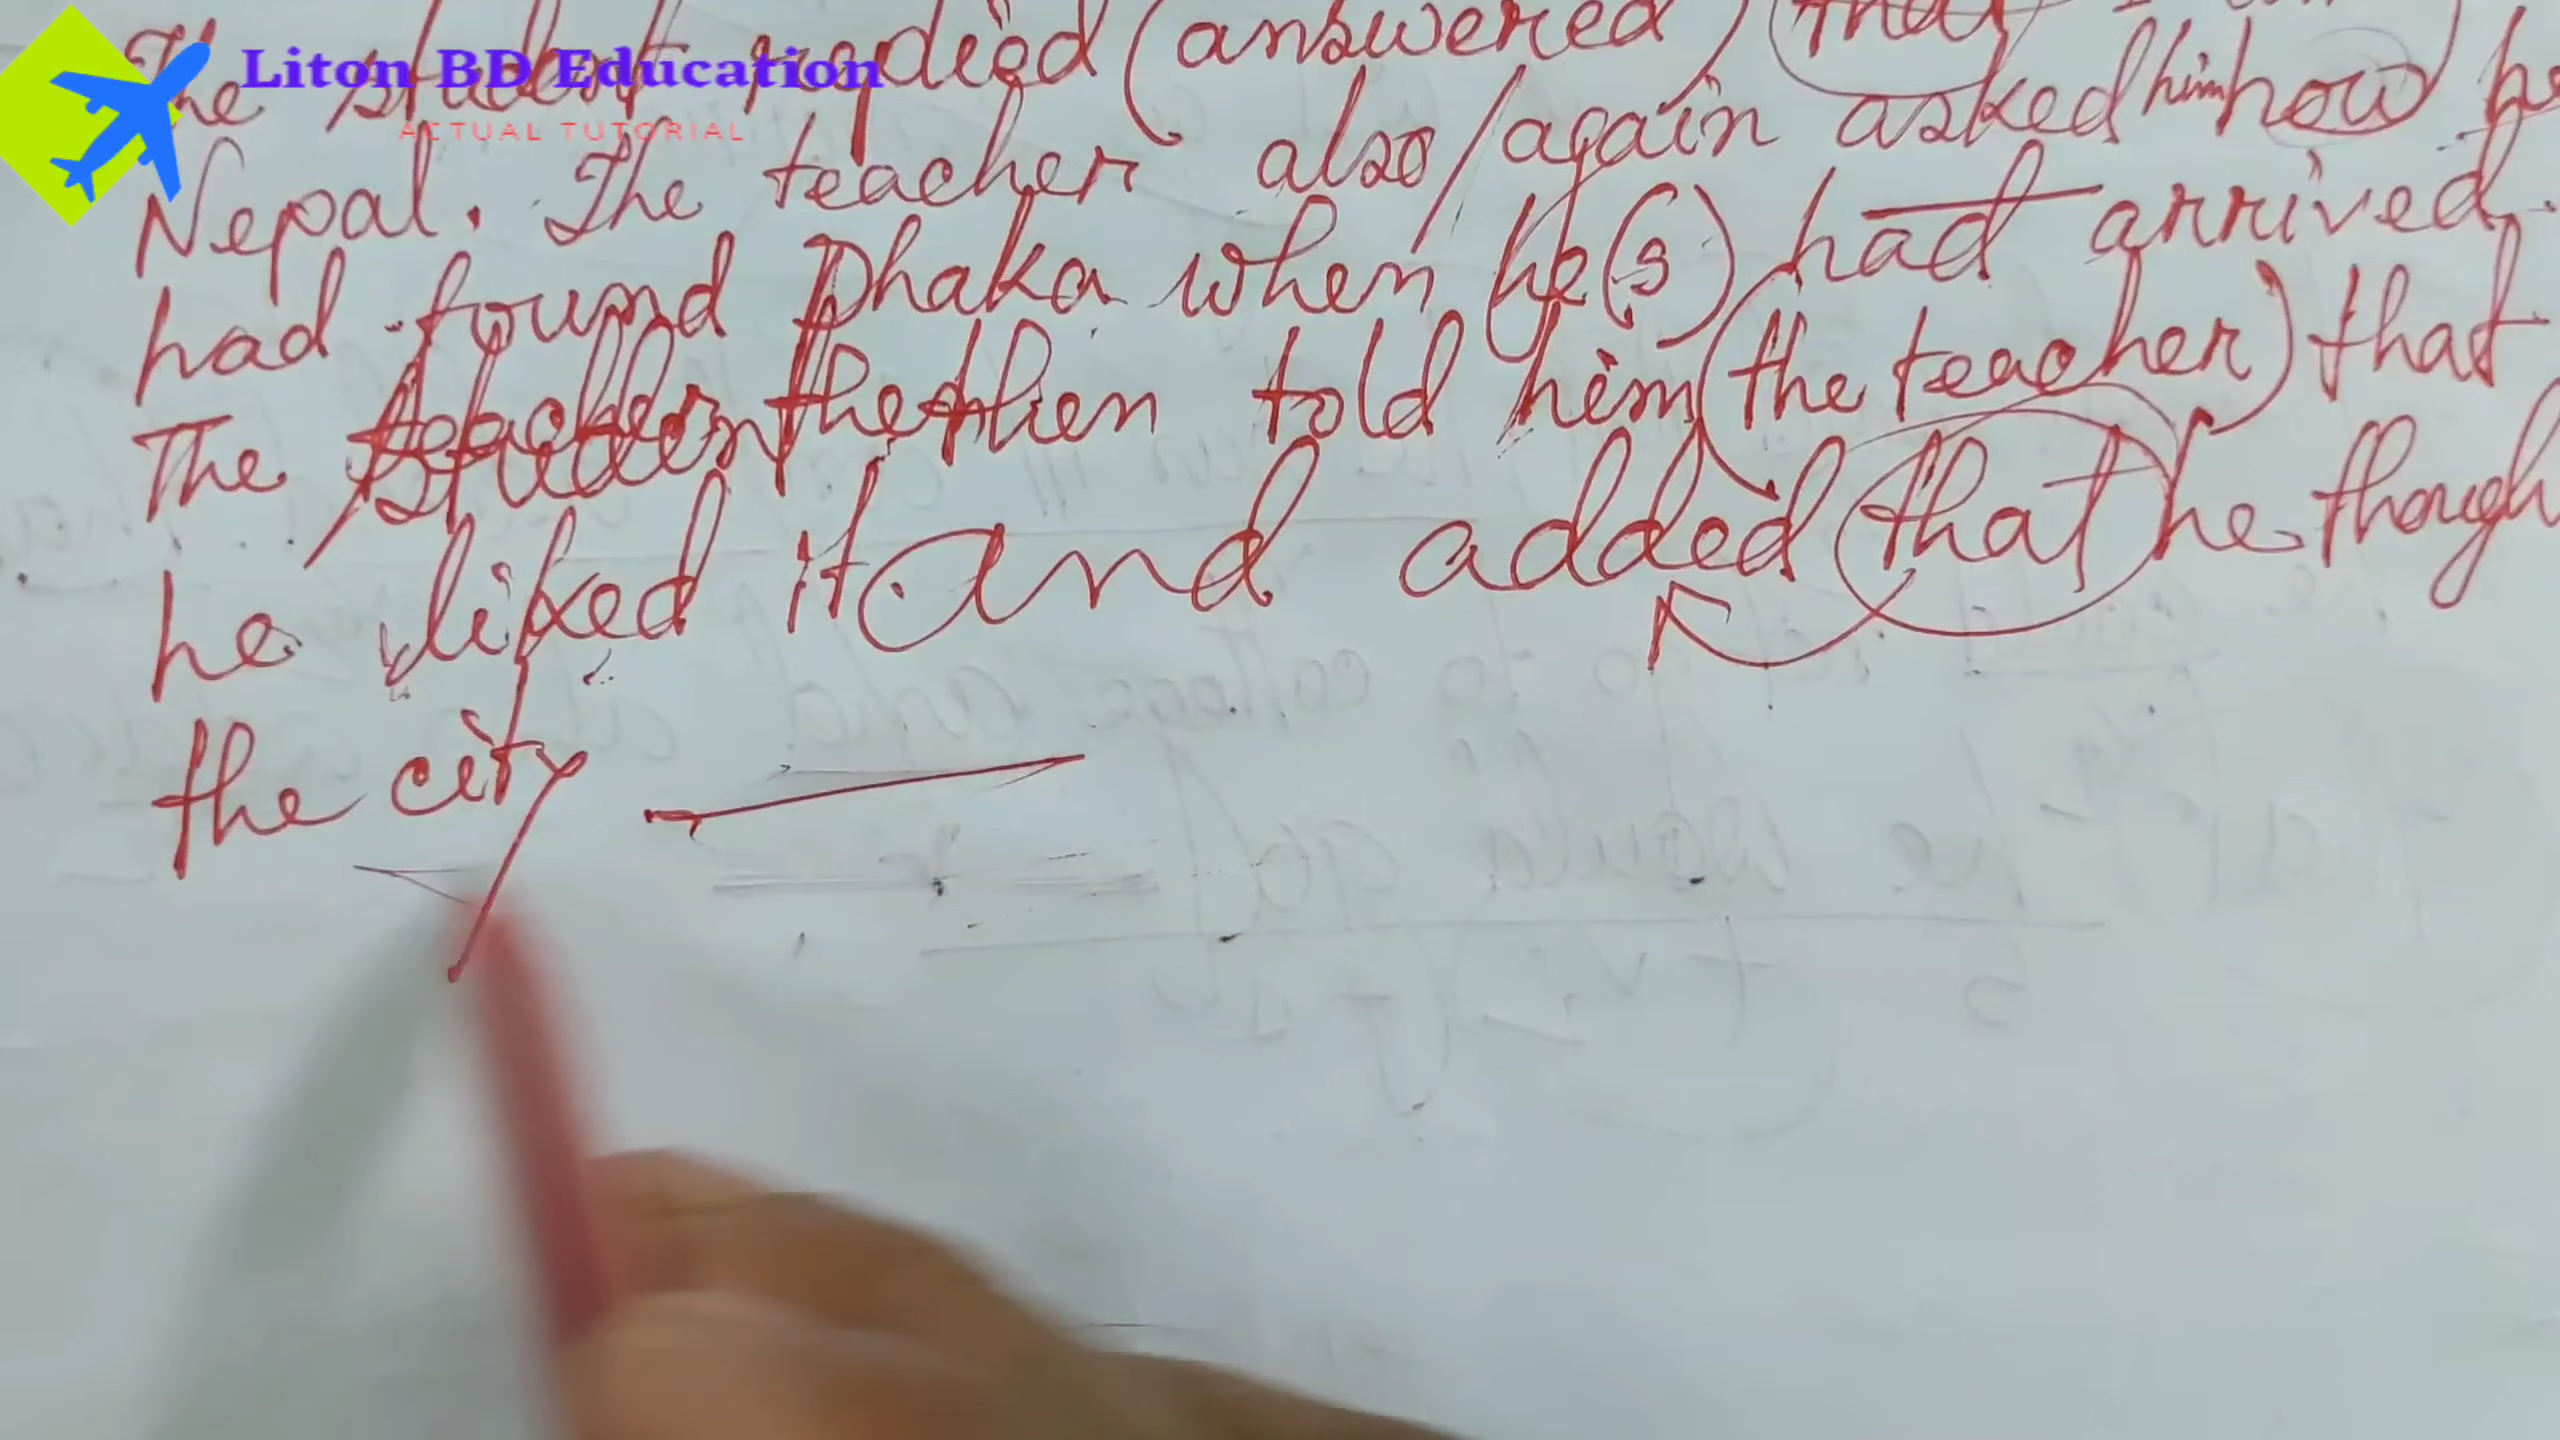 Liton BD Education
ACTUAL TUTORIAL
The student replied (answered) that
Nepal. The teacher also/again asked him how he
had found Dhaka when he(s) had arrived.
The then told him (the teacher) that
he liked it and added that he though
the city